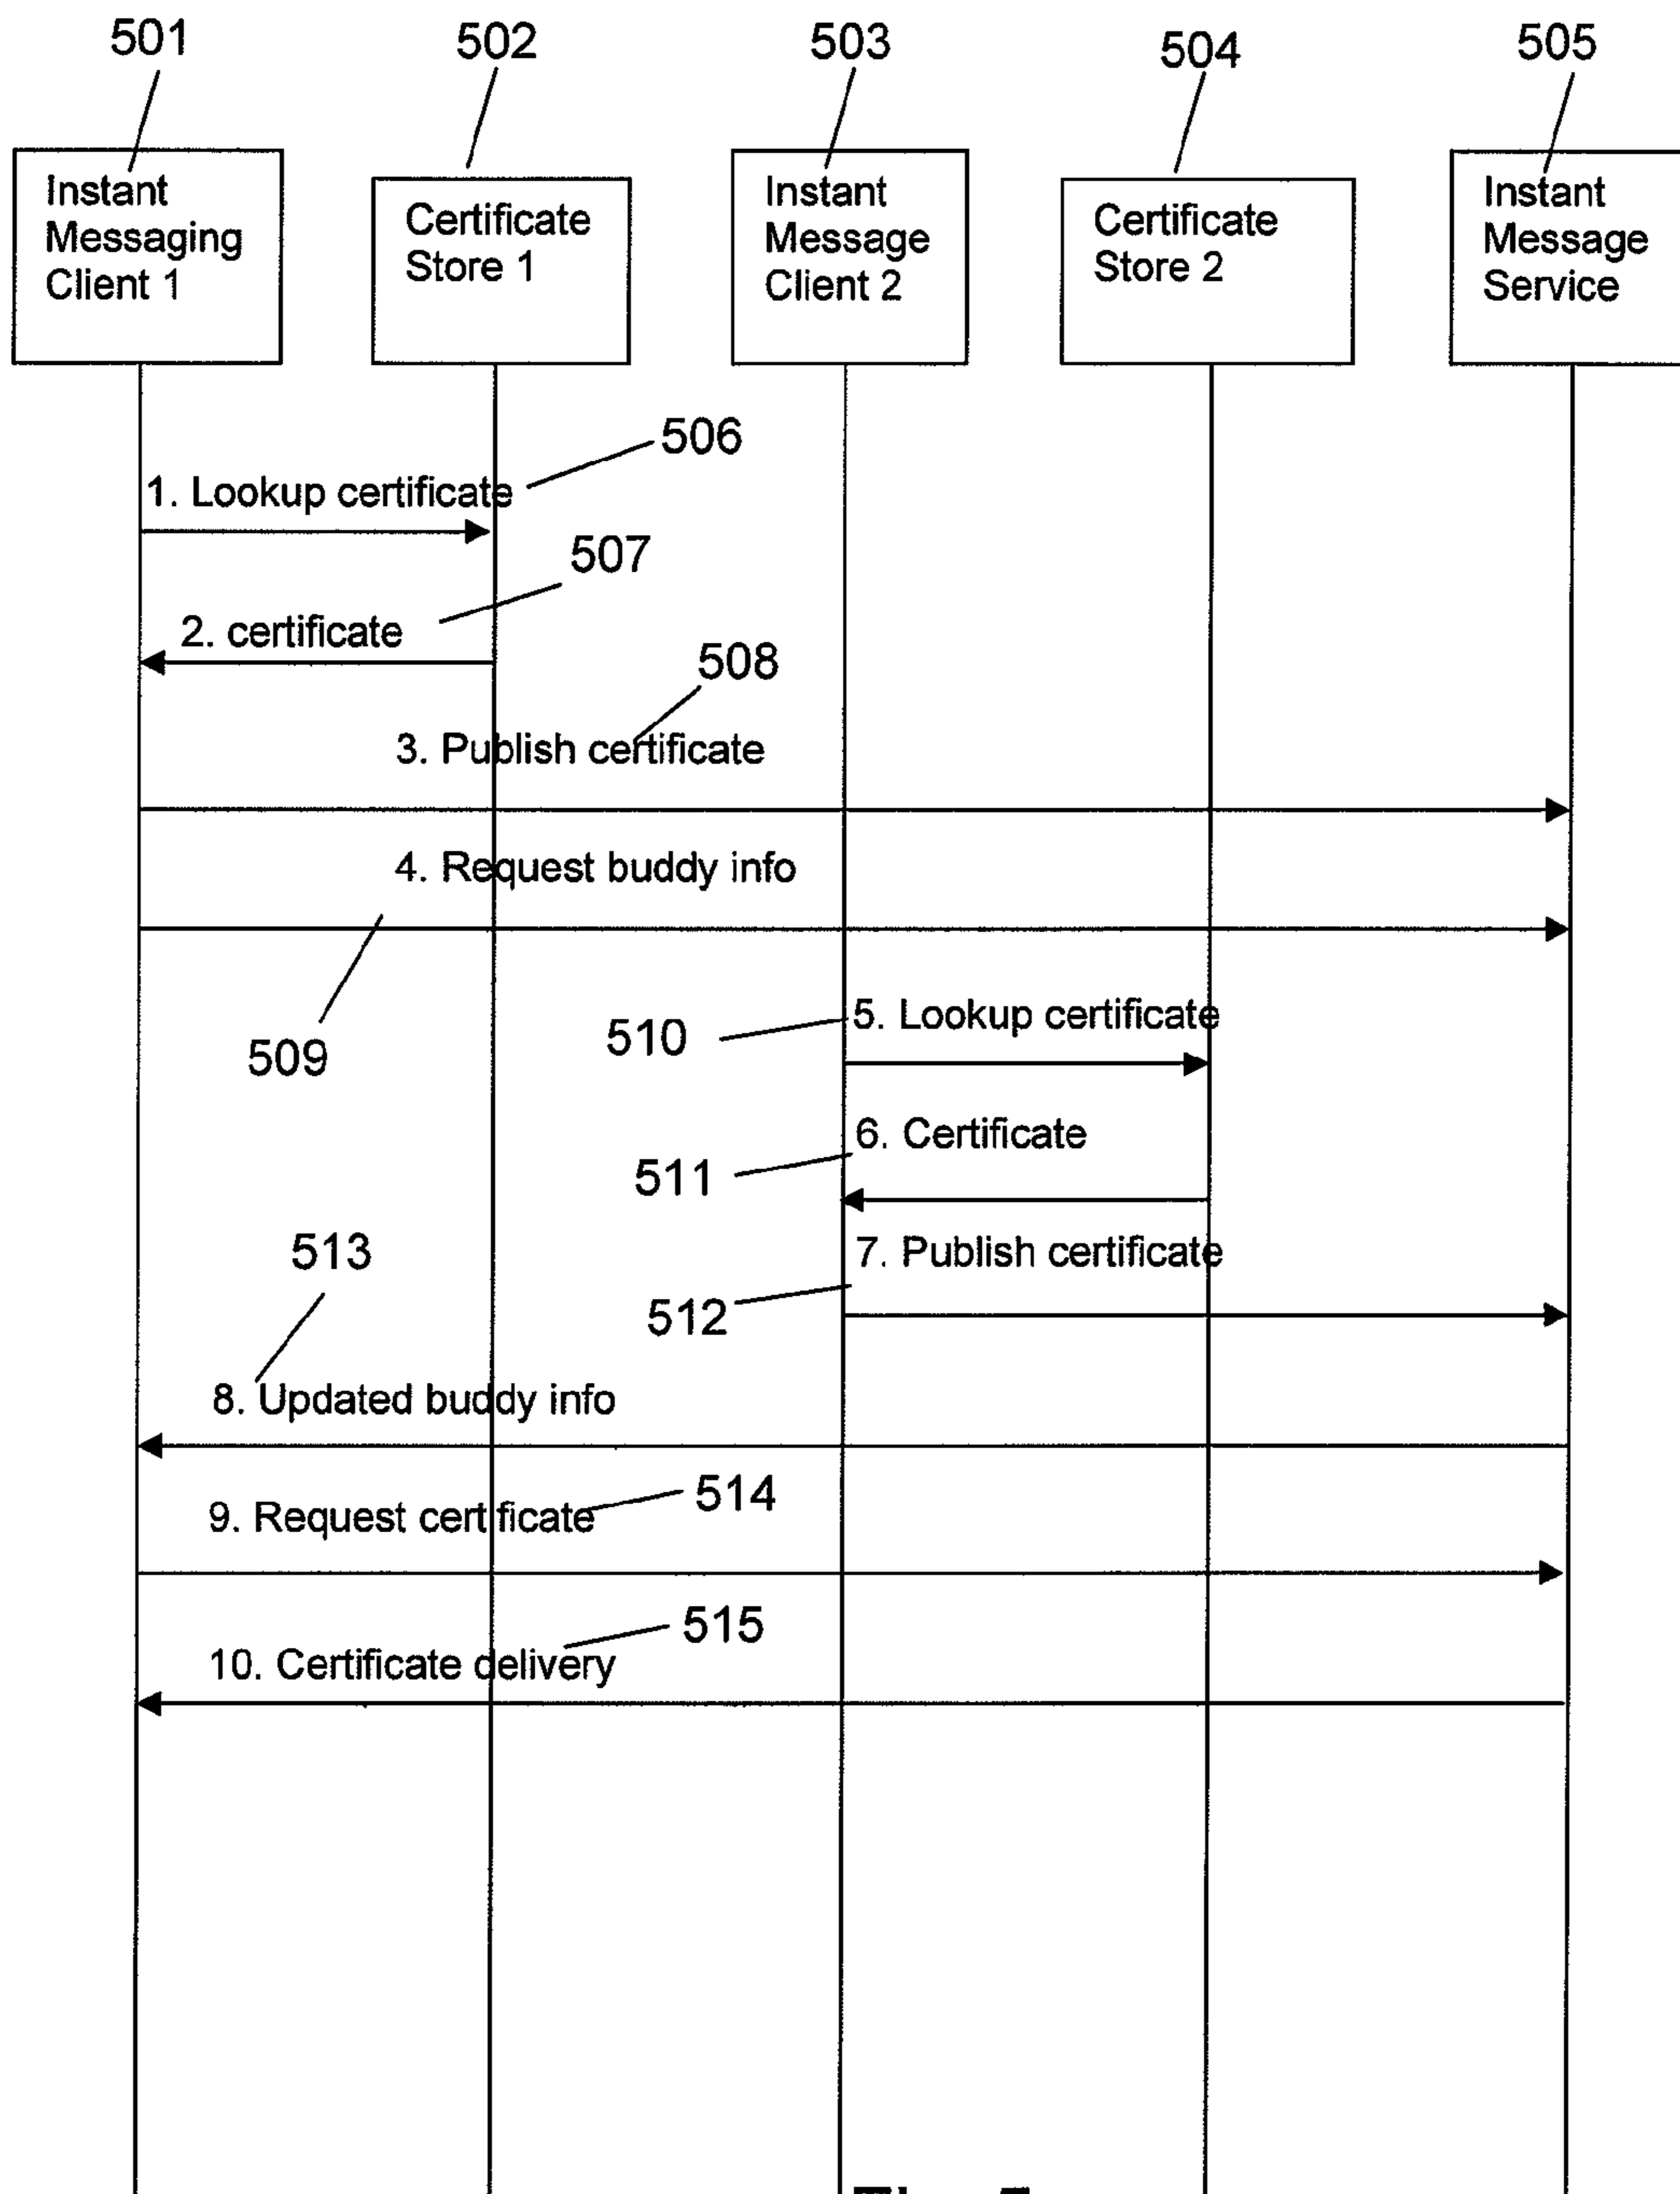 501
502
503
504
505
Instant
Messaging
Client 1
Certificate
Store 1
Instant
Message
Client 2
Certificate
Store 2
Instant
Message
Service
506
1. Lookup certificate
507
2. certificate
508
3. Publish certificate
4. Request buddy info
509
510
5. Lookup certificate
6. Certificate
511
513
7. Publish certificate
512
8. Updated buddy info
514
9. Request certificate
515
10. Certificate delivery